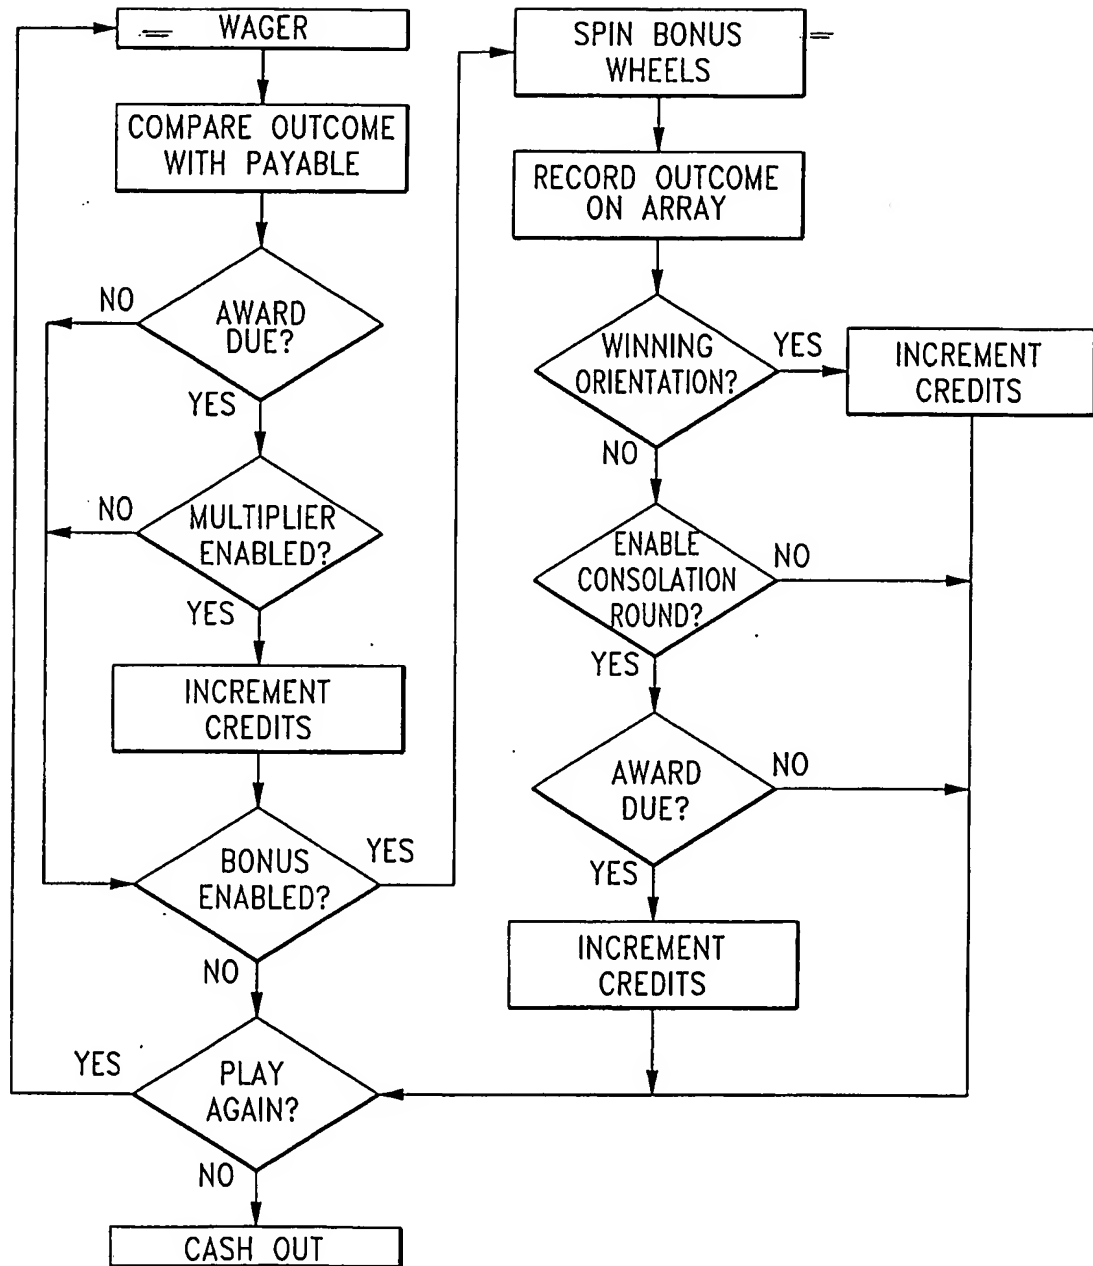 WAGER
COMPARE OUTCOME
WITH PAYABLE
NO
AWARD
DUE?
YES
NO
MULTIPLIER
ENABLED?
YES
INCREMENT
CREDITS
BONUS
ENABLED?
YES
NO
YES
PLAY
AGAIN?
NO
CASH OUT
SPIN BONUS
WHEELS
RECORD OUTCOME
ON ARRAY
WINNING
ORIENTATION?
YES
INCREMENT
CREDITS
NO
ENABLE
CONSOLATION
ROUND?
NO
YES
AWARD
DUE?
NO
YES
INCREMENT
CREDITS